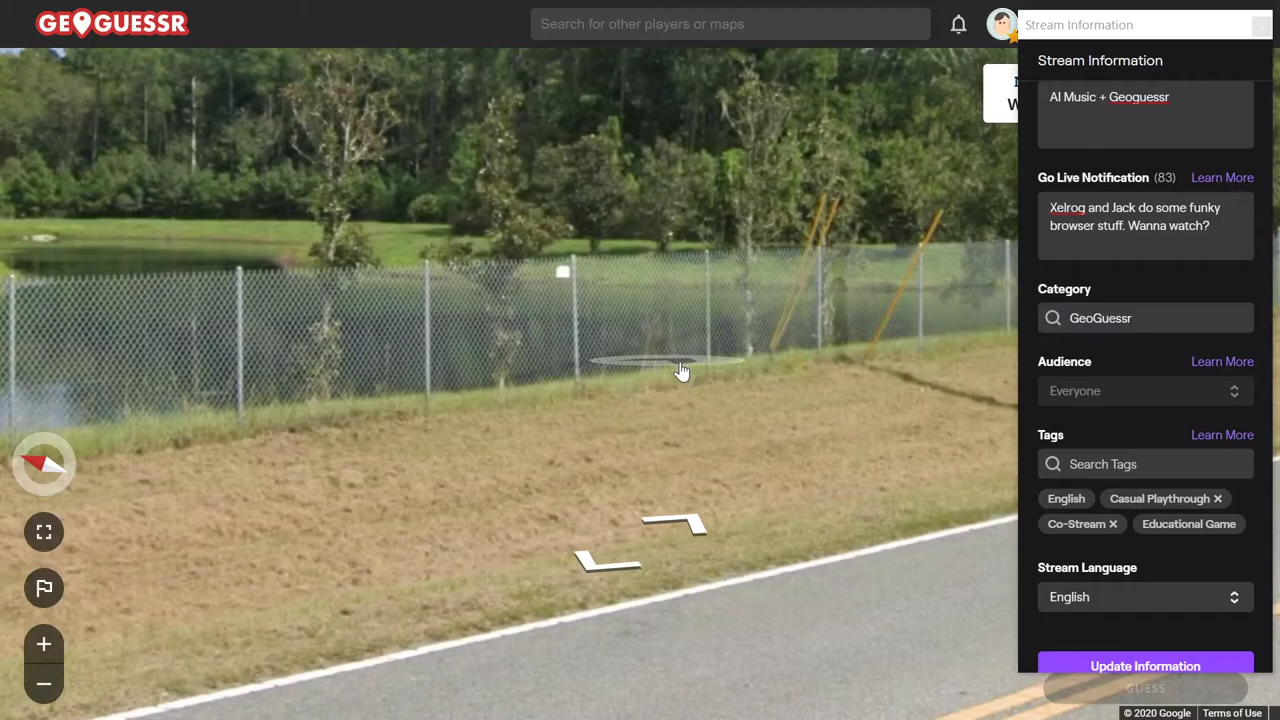 GEOGUESSR
Search for other players or maps
Stream Information
Stream Information
AI Music + Geoguessr
W
Go Live Notification (83) Learn More
Xelrog and Jack do some funky
browser stuff. Wanna watch?
Category
GeoGuessr
Audience Learn More
Everyone
Tags Learn More
Search Tags
English Casual Playthrough ×
Co-Stream × Educational Game
Stream Language
English
Update Information
GUESS
© 2020 Google Terms of Use